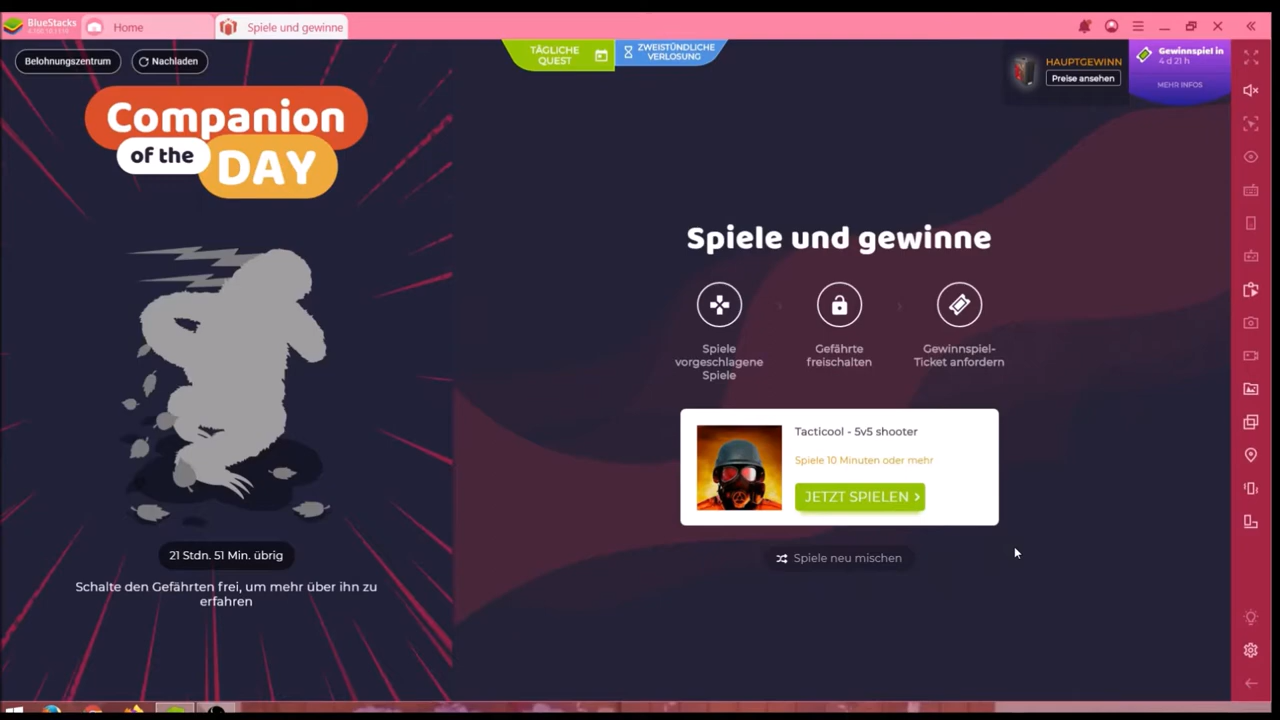 BlueStacks
Home
Spiele und gewinne
Belohnungszentrum
Nachladen
TÄGLICHE
QUEST
ZWEISTÜNDLICHE
VERLOSUNG
HAUPTGEWINN
Preise ansehen
Gewinnspiel in
4 d 21 h
MEHR INFOS
Companion
of the
DAY
21 Stdn. 51 Min. übrig
Schalte den Gefährten frei, um mehr über ihn zu
erfahren
Spiele und gewinne
Spiele
vorgeschlagene
Spiele
Gefährte
freischalten
Gewinnspiel-
Ticket anfordern
Tacticool - 5v5 shooter
Spiele 10 Minuten oder mehr
JETZT SPIELEN
Spiele neu mischen